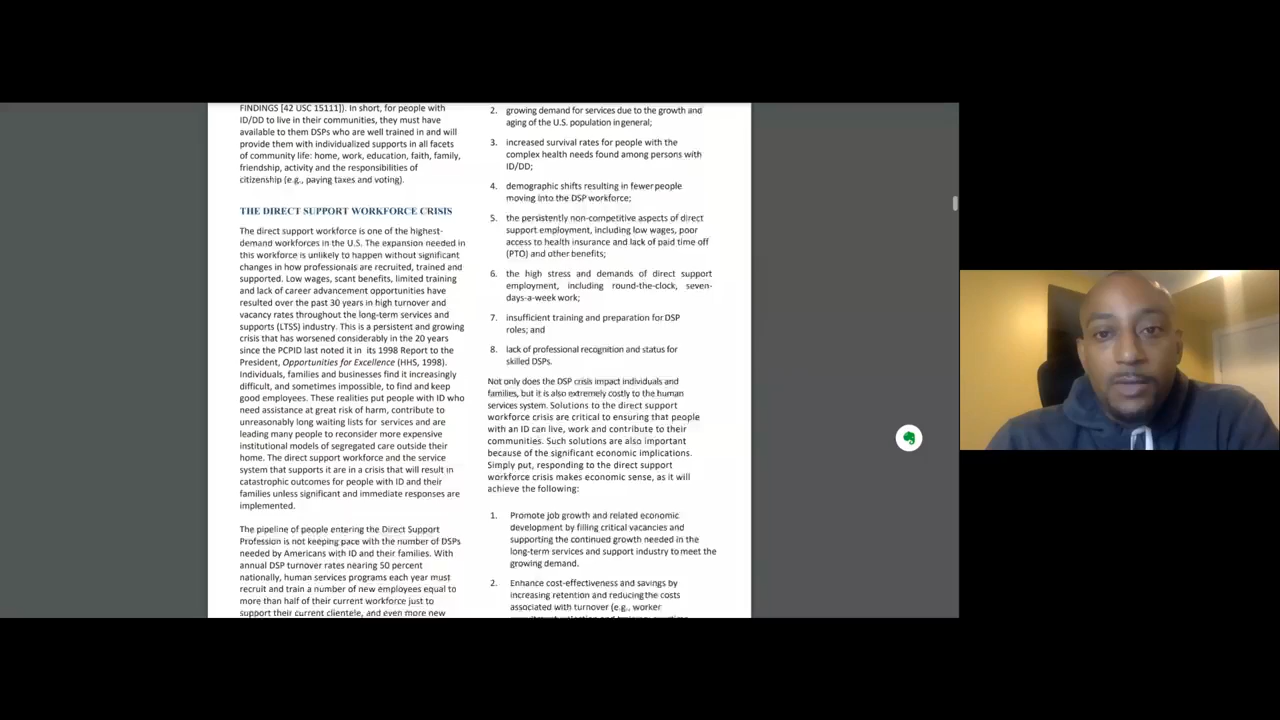 FINDINGS [42 USC 15111]). In short, for people with
ID/DD to live in their communities, they must have
available to them DSPs who are well trained in and will
provide them with individualized supports in all facets
of community life: home, work, education, faith, family,
friendship, activity and the responsibilities of
citizenship (e.g., paying taxes and voting).
THE DIRECT SUPPORT WORKFORCE CRISIS
The direct support workforce is one of the highest-
demand workforces in the U.S. The expansion needed in
this workforce is unlikely to happen without significant
changes in how professionals are recruited, trained and
supported. Low wages, scant benefits, limited training
and lack of career advancement opportunities have
resulted over the past 30 years in high turnover and
vacancy rates throughout the long-term services and
supports (LTSS) industry. This is a persistent and growing
crisis that has worsened considerably in the 20 years
since the PCPID last noted it in its 1998 Report to the
President, Opportunities for Excellence (HHS, 1998).
Individuals, families and businesses find it increasingly
difficult, and sometimes impossible, to find and keep
good employees. These realities put people with ID who
need assistance at great risk of harm, contribute to
unreasonably long waiting lists for services and are
leading many people to reconsider more expensive
institutional models of segregated care outside their
home. The direct support workforce and the service
system that supports it are in a crisis that will result in
catastrophic outcomes for people with ID and their
families unless significant and immediate responses are
implemented.
The pipeline of people entering the Direct Support
Profession is not keeping pace with the number of DSPs
needed by Americans with ID and their families. With
annual DSP turnover rates nearing 50 percent
nationally, human services programs each year must
recruit and train a number of new employees equal to
more than half of their current workforce just to
support their current clientele, and even more new
2. growing demand for services due to the growth and
aging of the U.S. population in general;
3. increased survival rates for people with the
complex health needs found among persons with
ID/DD;
4. demographic shifts resulting in fewer people
moving into the DSP workforce;
5. the persistently non-competitive aspects of direct
support employment, including low wages, poor
access to health insurance and lack of paid time off
(PTO) and other benefits;
6. the high stress and demands of direct support
employment, including round-the-clock, seven-
days-a-week work;
7. insufficient training and preparation for DSP
roles; and
8. lack of professional recognition and status for
skilled DSPs.
Not only does the DSP crisis impact individuals and
families, but it is also extremely costly to the human
services system. Solutions to the direct support
workforce crisis are critical to ensuring that people
with an ID can live, work and contribute to their
communities. Such solutions are also important
because of the significant economic implications.
Simply put, responding to the direct support
workforce crisis makes economic sense, as it will
achieve the following:
1. Promote job growth and related economic
development by filling critical vacancies and
supporting the continued growth needed in the
long-term services and support industry to meet the
growing demand.
2. Enhance cost-effectiveness and savings by
increasing retention and reducing the costs
associated with turnover (e.g., worker